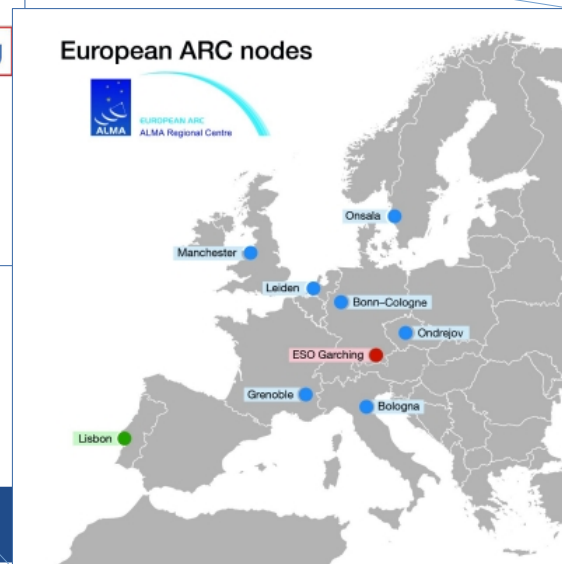 European ARC nodes
ALMA
EUROPEAN ARC
ALMA Regional Centre
Onsala
Manchester
Leiden
Bonn–Cologne
Ondrejov
ESO Garching
Grenoble
Bologna
Lisbon